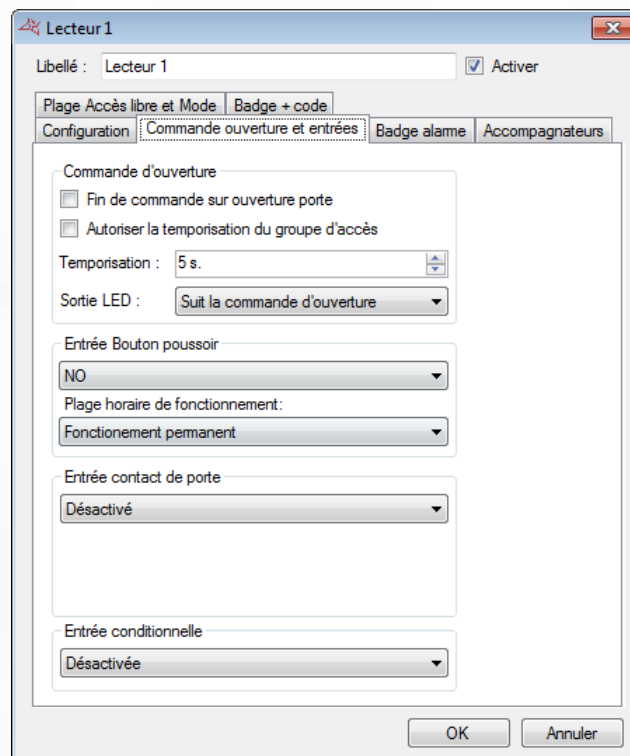 Lecteur 1
Libellé : Lecteur 1 Activer
Plage Accès libre et Mode Badge + code
Configuration Commande ouverture et entrées Badge alarme Accompagnateurs
Commande d'ouverture
Fin de commande sur ouverture porte
Autoriser la temporisation du groupe d'accès
Temporisation : 5 s.
Sortie LED : Suit la commande d'ouverture
Entrée Bouton poussoir
NO
Plage horaire de fonctionnement:
Fonctionement permanent
Entrée contact de porte
Désactivé
Entrée conditionnelle
Désactivée
OK Annuler